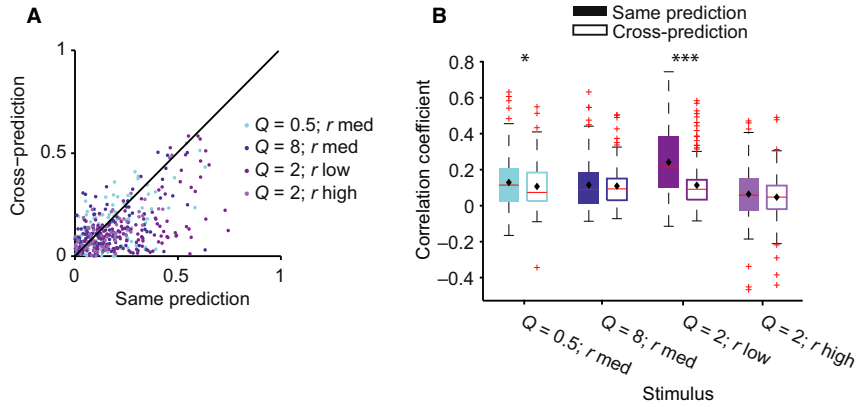 A
1
0.5
0
Cross–prediction
0
0.5
1
Same prediction
Q = 0.5; r med
Q = 8; r med
Q = 2; r low
Q = 2; r high
B
Same prediction
Cross-prediction
*
***
0.8
0.6
0.4
0.2
0
–0.2
–0.4
Correlation coefficient
Q = 0.5; r med
Q = 8; r med
Q = 2; r low
Q = 2; r high
Stimulus